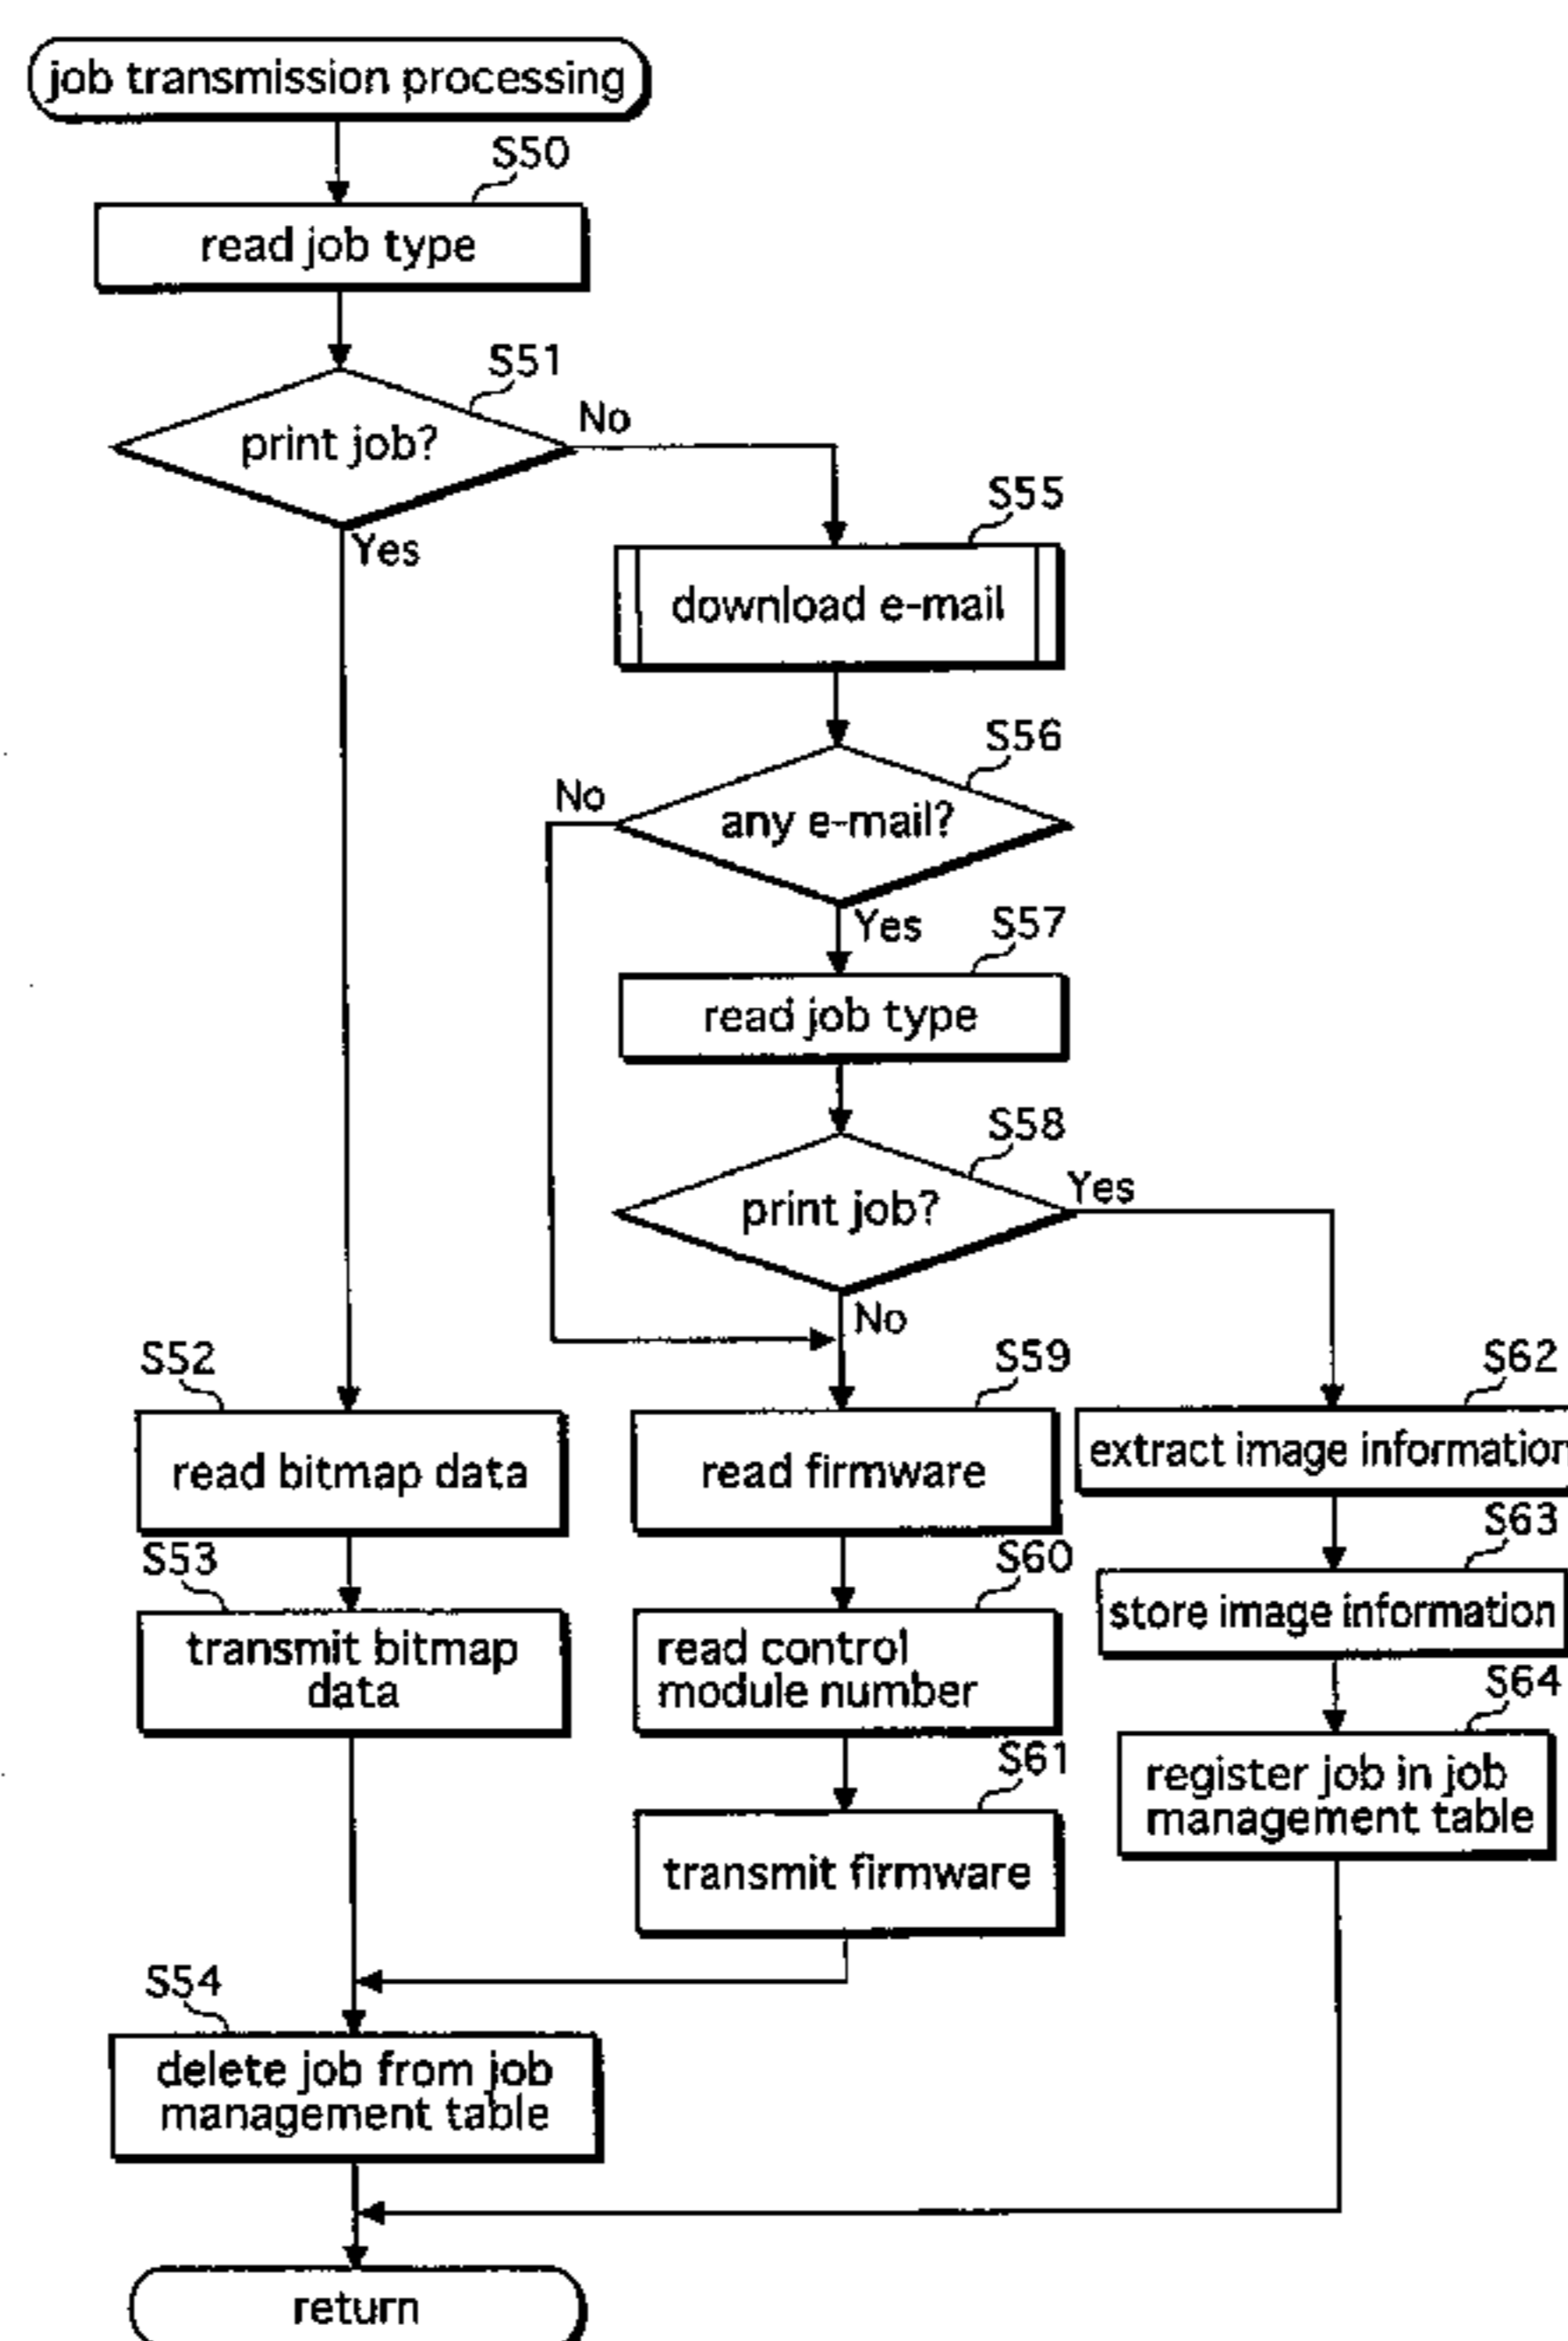 job transmission processing
S50
read job type
S51
print job?
No
Yes
S55
download e-mail
S56
any e-mail?
No
Yes
S57
read job type
S58
print job?
Yes
No
S52
read bitmap data
S53
transmit bitmap
data
S59
read firmware
S60
read control
module number
S61
transmit firmware
S62
extract image information
S63
store image information
S64
register job in job
management table
S54
delete job from job
management table
return